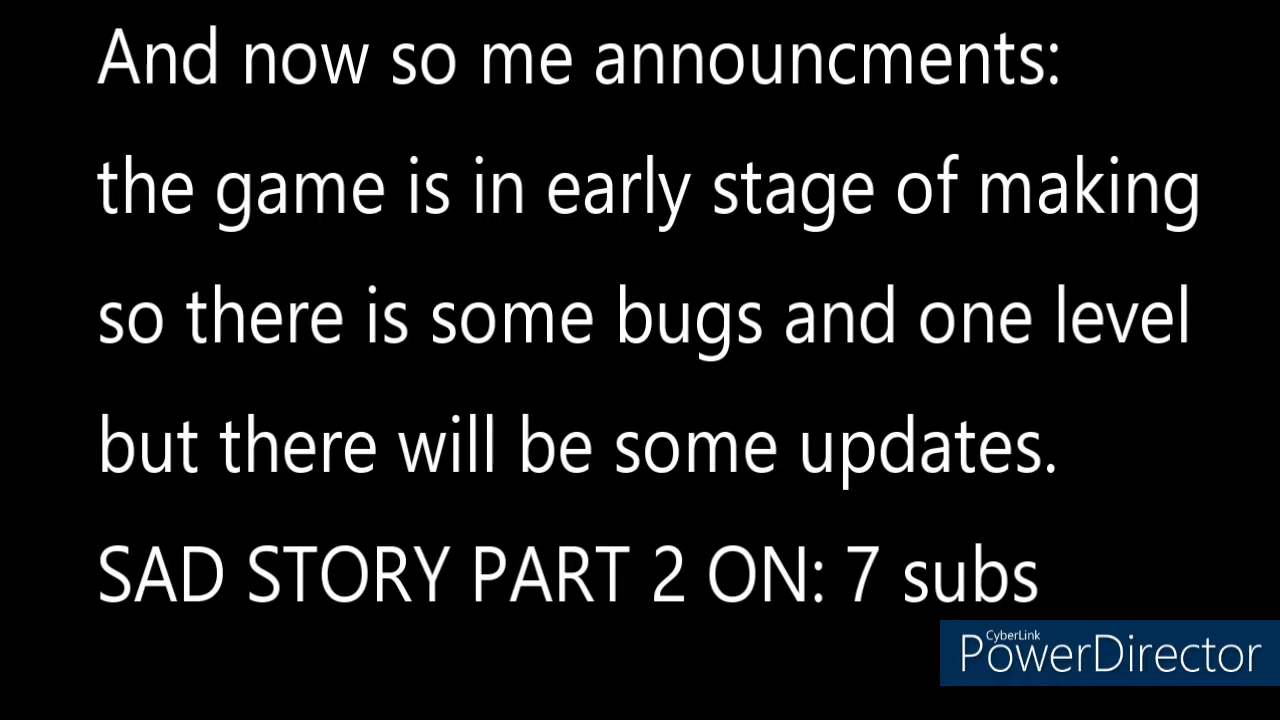 And now so me announcments:
the game is in early stage of making
so there is some bugs and one level
but there will be some updates.
SAD STORY PART 2 ON: 7 subs
CyberLink
PowerDirector